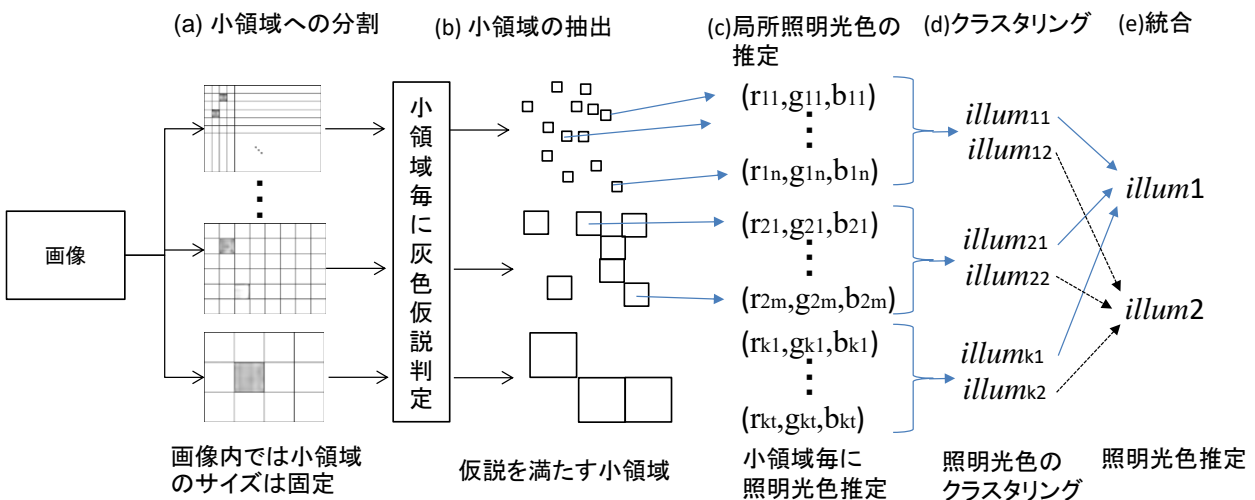 (a) 小領域への分割
(b) 小領域の抽出
(c) 局所照明光色の
推定
(d)クラスタリング
(e)統合
画像
小領域毎に灰色仮説判定
(r11,g11,b11)
(r1n,g1n,b1n)
(r21,g21,b21)
(r2m,g2m,b2m)
(rk1,gk1,bk1)
(rkt,gkt,bkt)
illum11
illum12
illum21
illum22
illumk1
illumk2
illum1
illum2
画像内では小領域
のサイズは固定
仮説を満たす小領域
小領域毎に
照明光色推定
照明光色の
クラスタリング
照明光色推定